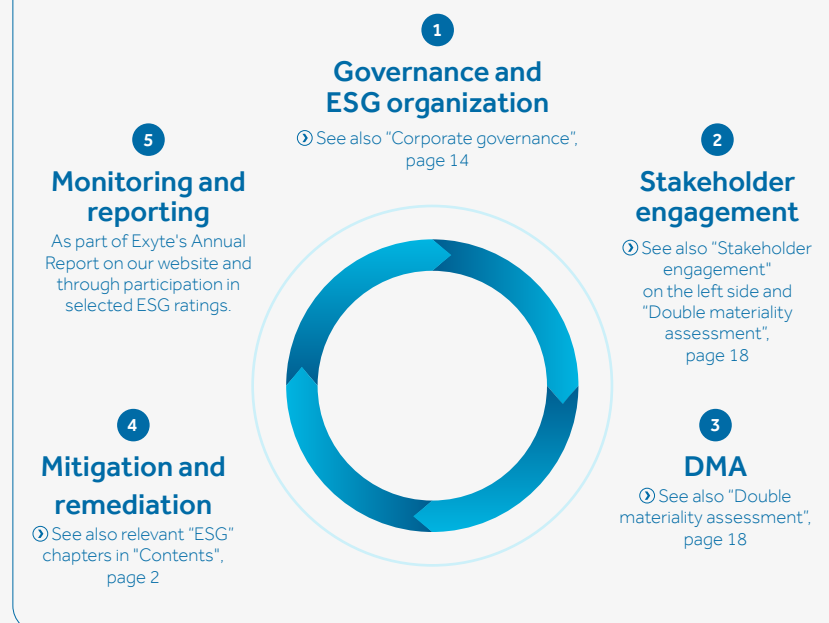 1
Governance and
ESG organization
See also "Corporate governance",
page 14
2
Stakeholder
engagement
See also "Stakeholder
engagement"
on the left side and
"Double materiality
assessment",
page 18
3
DMA
See also "Double
materiality assessment",
page 18
4
Mitigation and
remediation
See also relevant "ESG"
chapters in "Contents",
page 2
5
Monitoring and
reporting
As part of Exyte's Annual
Report on our website and
through participation in
selected ESG ratings.